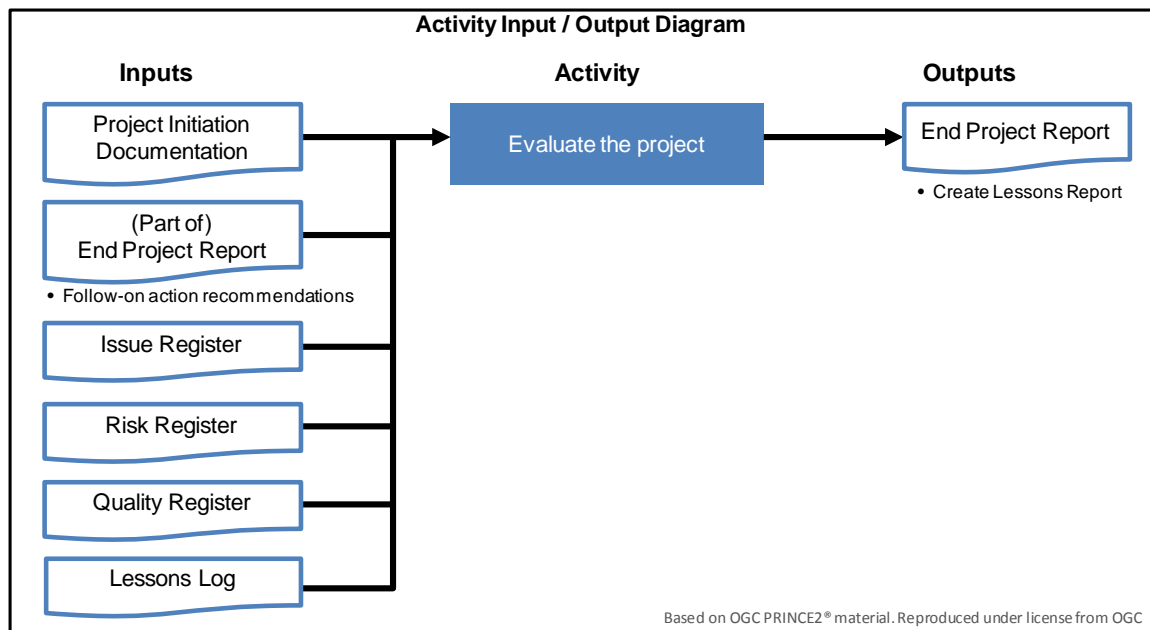 Activity Input / Output Diagram
Inputs
Activity
Outputs
Project Initiation
Documentation
Evaluate the project
End Project Report
• Create Lessons Report
(Part of)
End Project Report
• Follow-on action recommendations
Issue Register
Risk Register
Quality Register
Lessons Log
Based on OGC PRINCE2® material. Reproduced under license from OGC